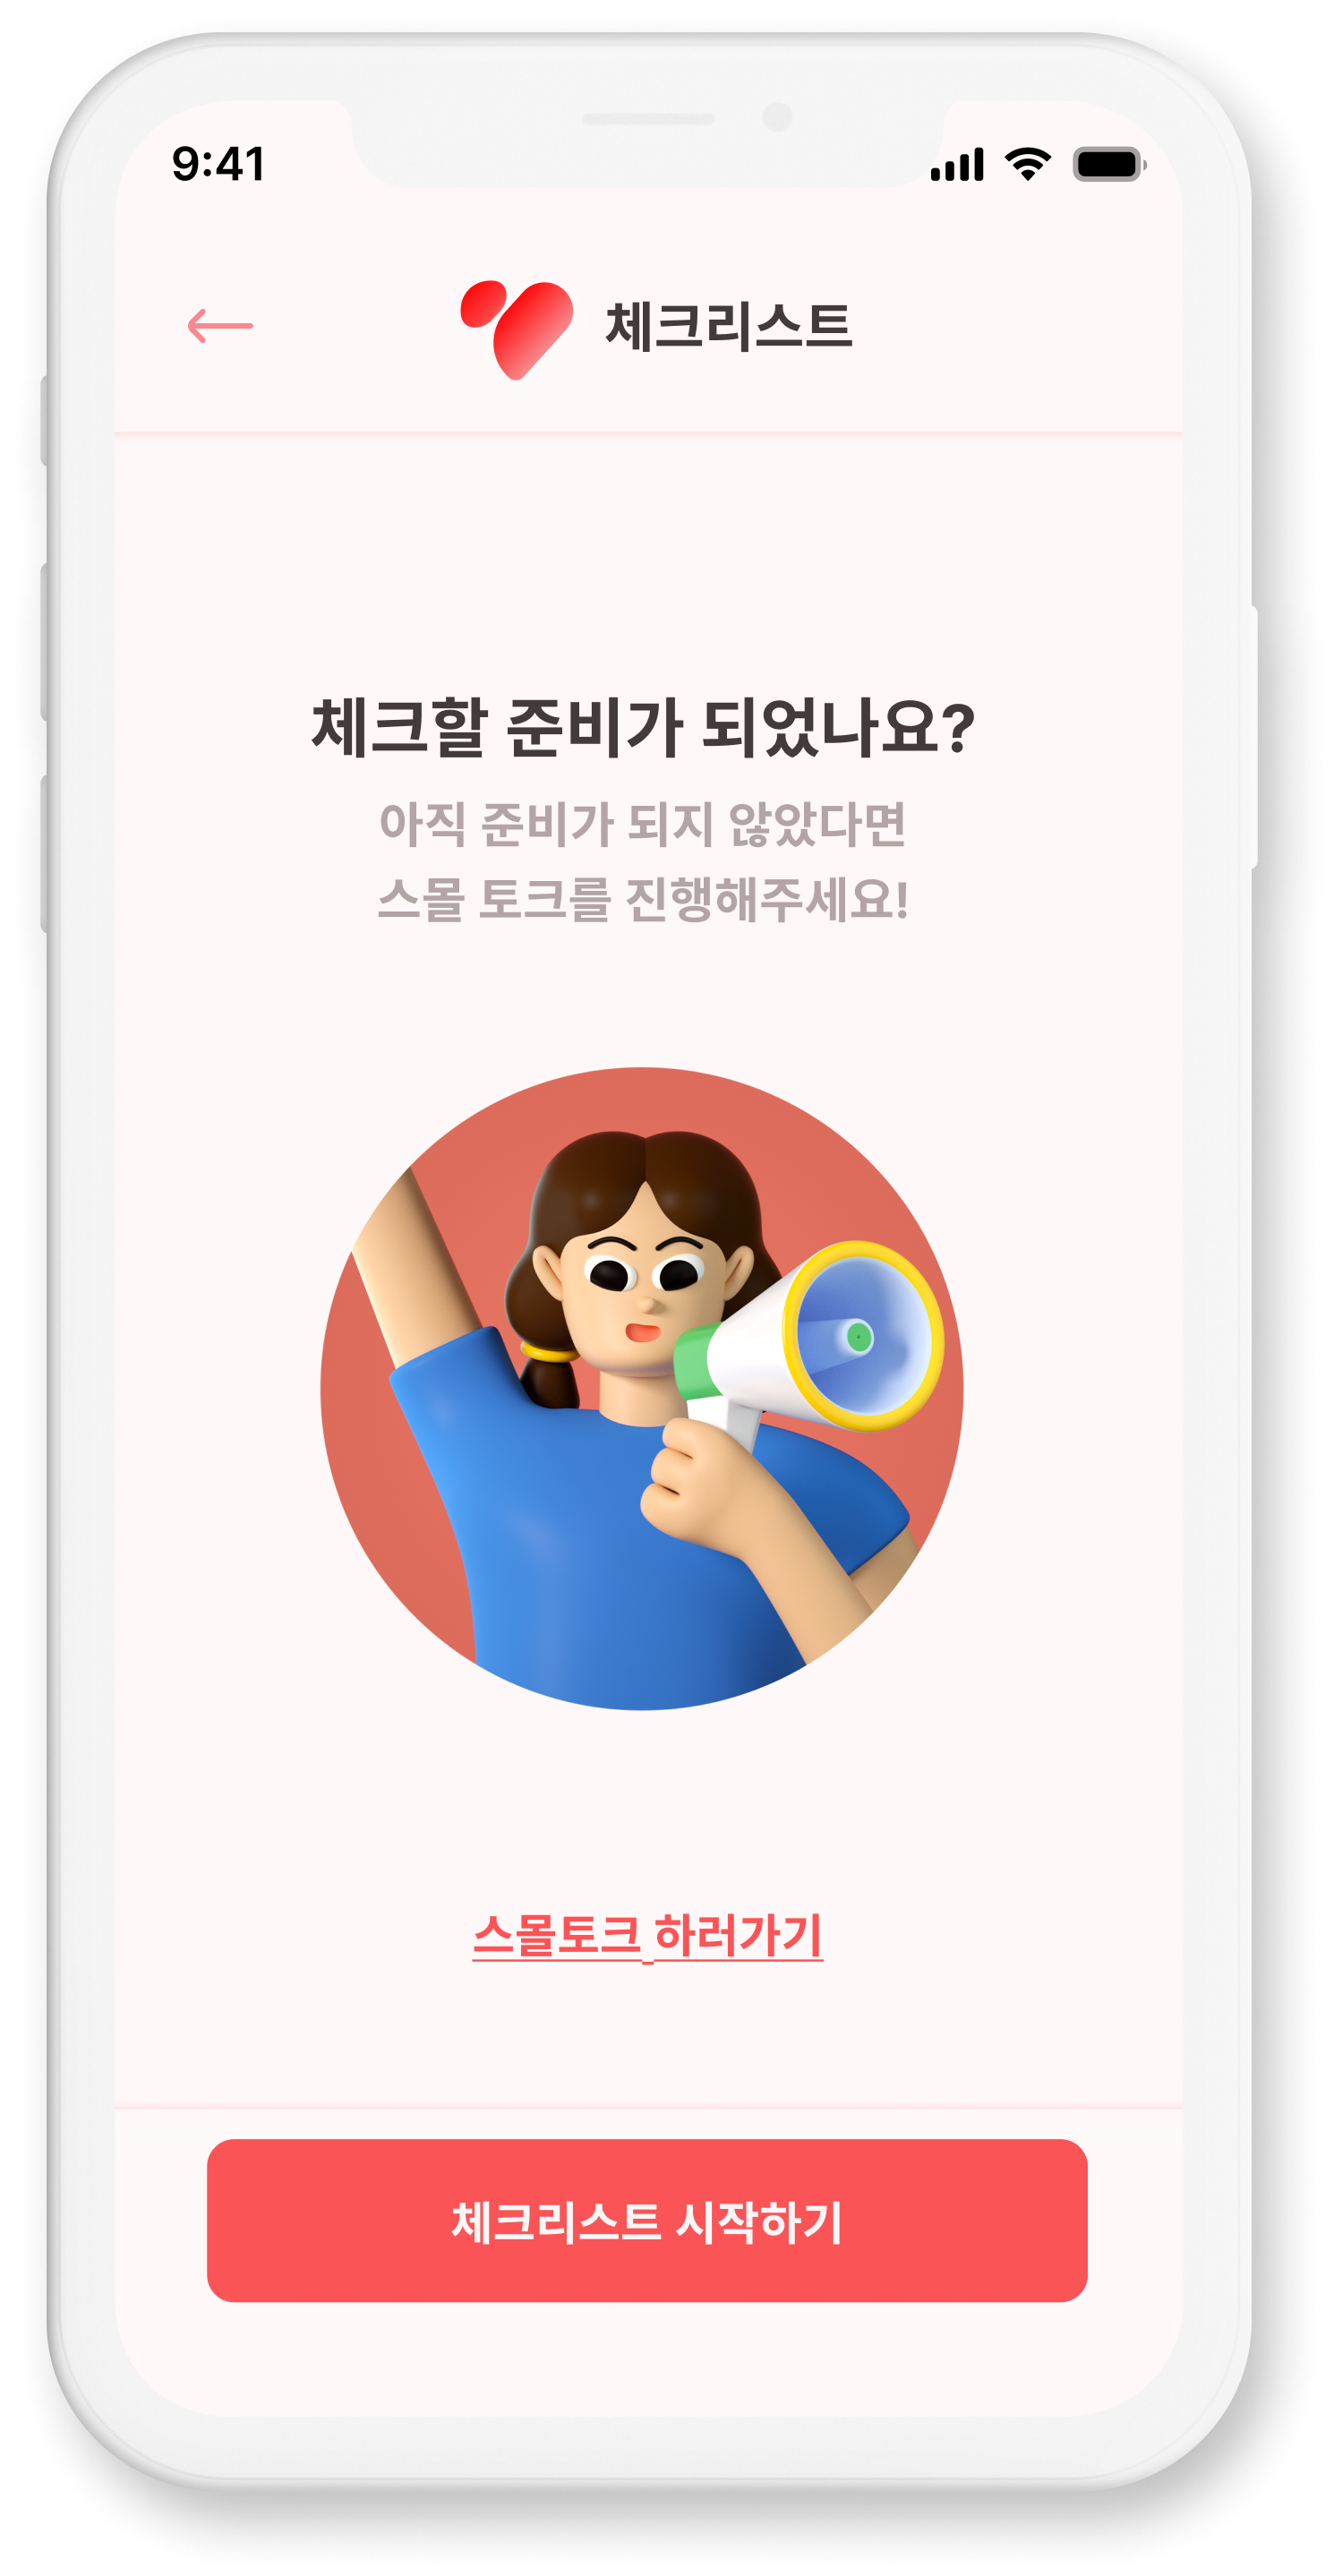 9:41
체크리스트
체크할 준비가 되었나요?
아직 준비가 되지 않았다면
스몰 토크를 진행해주세요!
스몰토크 하러가기
체크리스트 시작하기